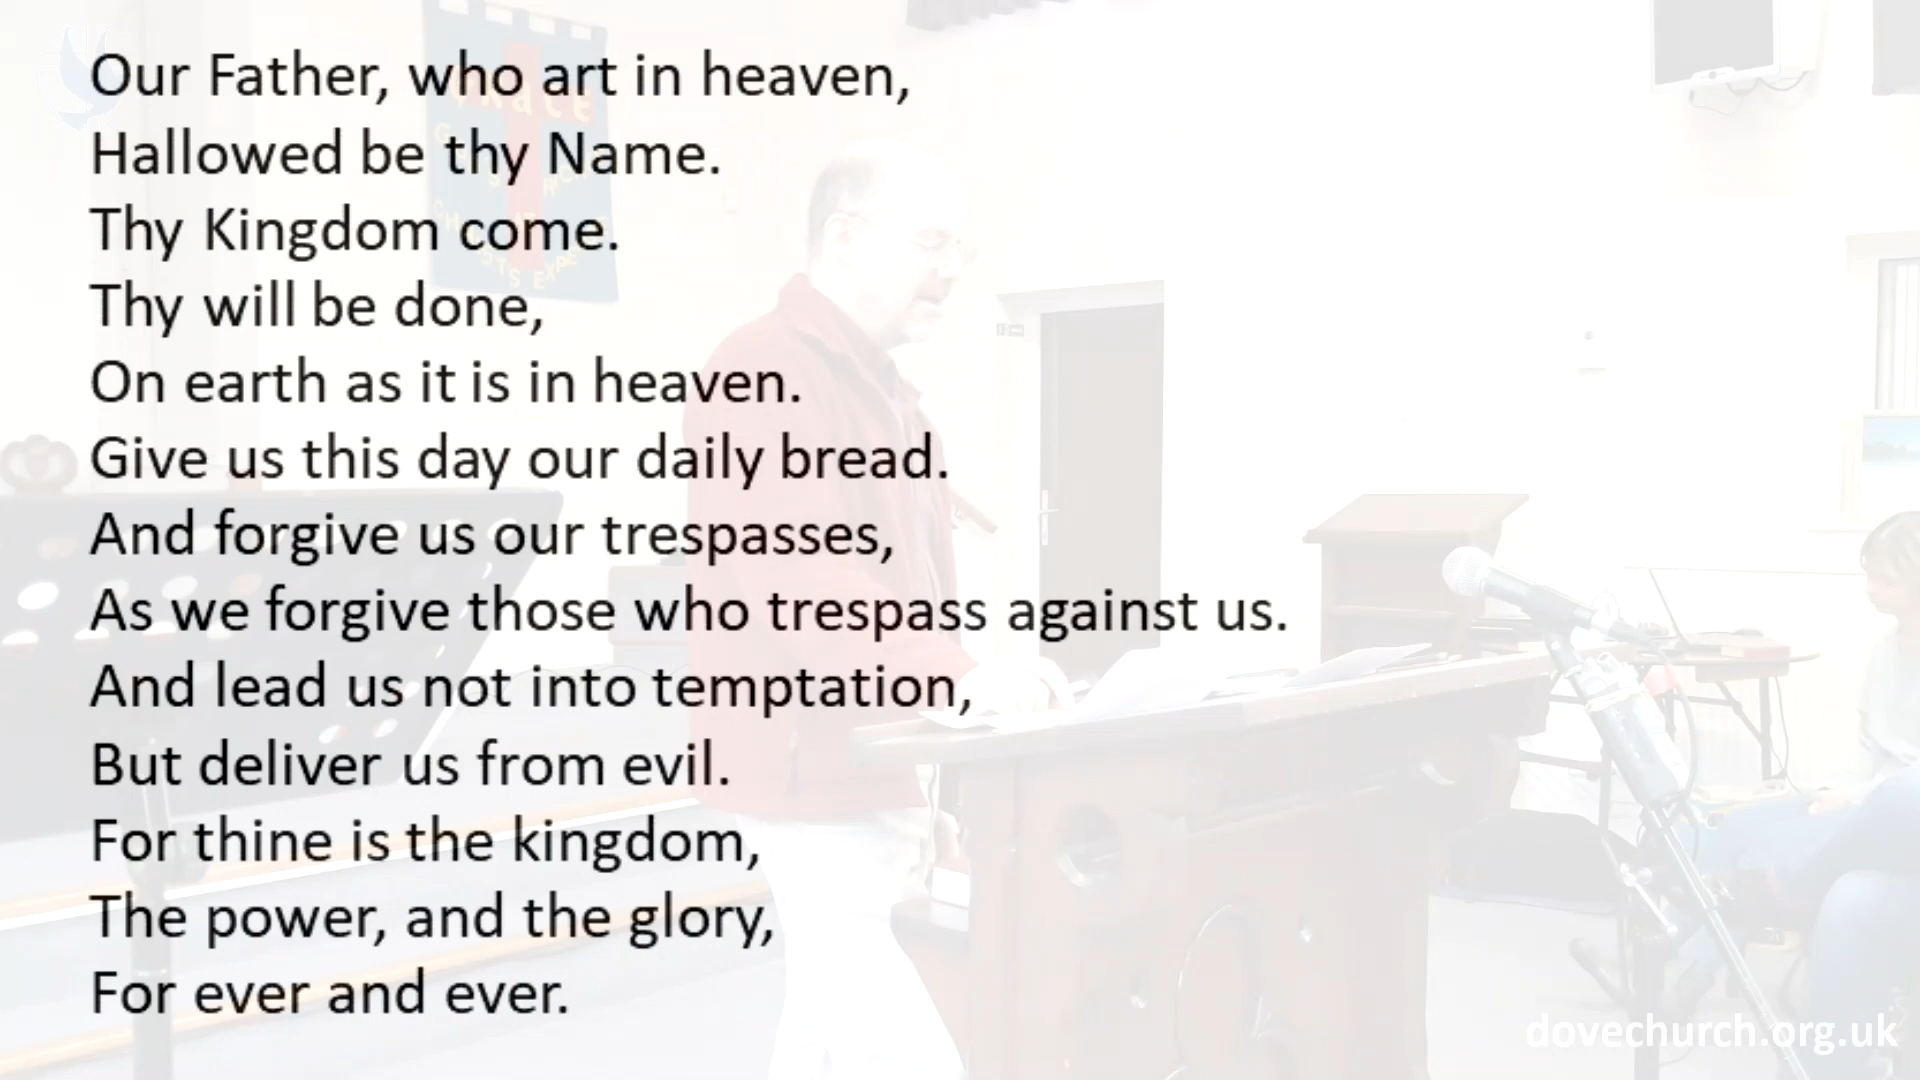 Our Father, who art in heaven,
Hallowed be thy Name.
Thy Kingdom come.
Thy will be done,
On earth as it is in heaven.
Give us this day our daily bread.
And forgive us our trespasses,
As we forgive those who trespass against us.
And lead us not into temptation,
But deliver us from evil.
For thine is the kingdom,
The power, and the glory,
For ever and ever.
dovechurch.org.uk